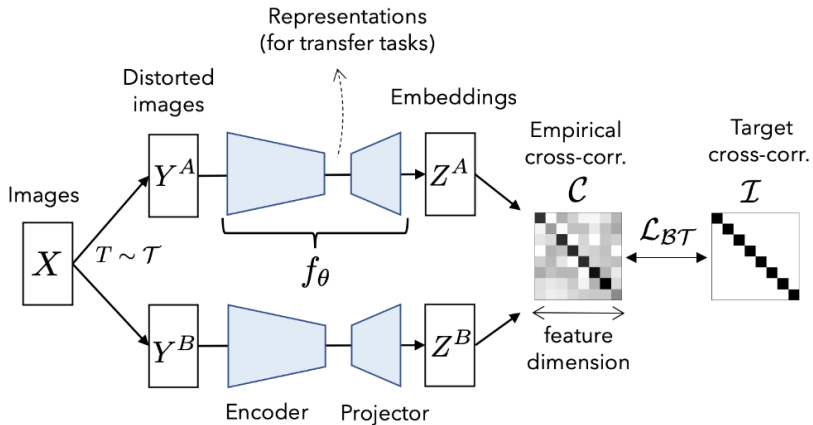 Representations
(for transfer tasks)
Distorted
images
Embeddings
Empirical
cross-corr.
Target
cross-corr.
Images
Y^A
Z^A
𝒞
ℐ
X
T ∼ 𝒯
f_θ
ℒ_ℬ𝒯
Y^B
Z^B
feature
dimension
Encoder
Projector